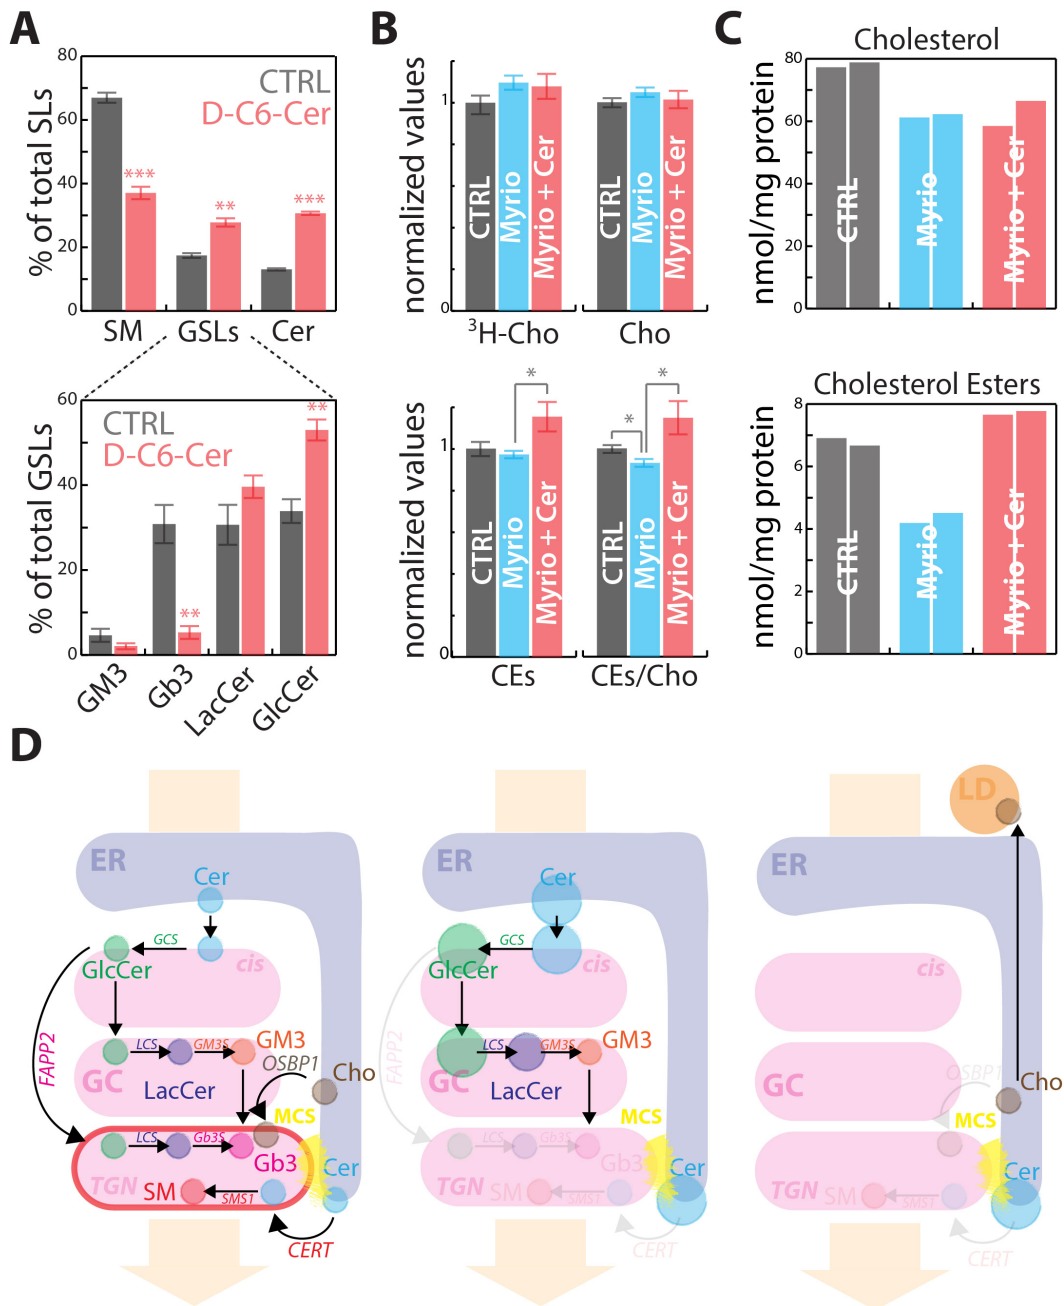 A
% of total SLs
80
60
40
20
0
CTRL
D-C6-Cer
***
**
***
SM GSLs Cer
% of total GSLs
60
40
20
0
CTRL
D-C6-Cer
**
**
GM3 Gb3 LacCer GlcCer
B
normalized values
1
0
CTRL Myrio Myrio + Cer CTRL Myrio Myrio + Cer
³H-Cho Cho
normalized values
1
0
*
*
*
CTRL Myrio Myrio + Cer CTRL Myrio Myrio + Cer
CEs CEs/Cho
C
Cholesterol
nmol/mg protein
80
60
40
20
0
CTRL Myrio Myrio + Cer
Cholesterol Esters
nmol/mg protein
8
6
4
2
0
CTRL Myrio Myrio + Cer
D
ER
Cer
GCS
GlcCer
cis
FAPP2
LCS
GM3S
GM3
OSBP1
Cho
GC
LacCer
MCS
LCS
Gb3S
Gb3
Cer
TGN
SM
SMS1
CERT
ER
Cer
GCS
GlcCer
cis
FAPP2
LCS
GM3S
GM3
GC
LacCer
MCS
LCS
Gb3S
Gb3
Cer
TGN
SM
SMS1
CERT
LD
ER
cis
OSBP1
Cho
GC
MCS
Cer
TGN
SM
SMS1
CERT